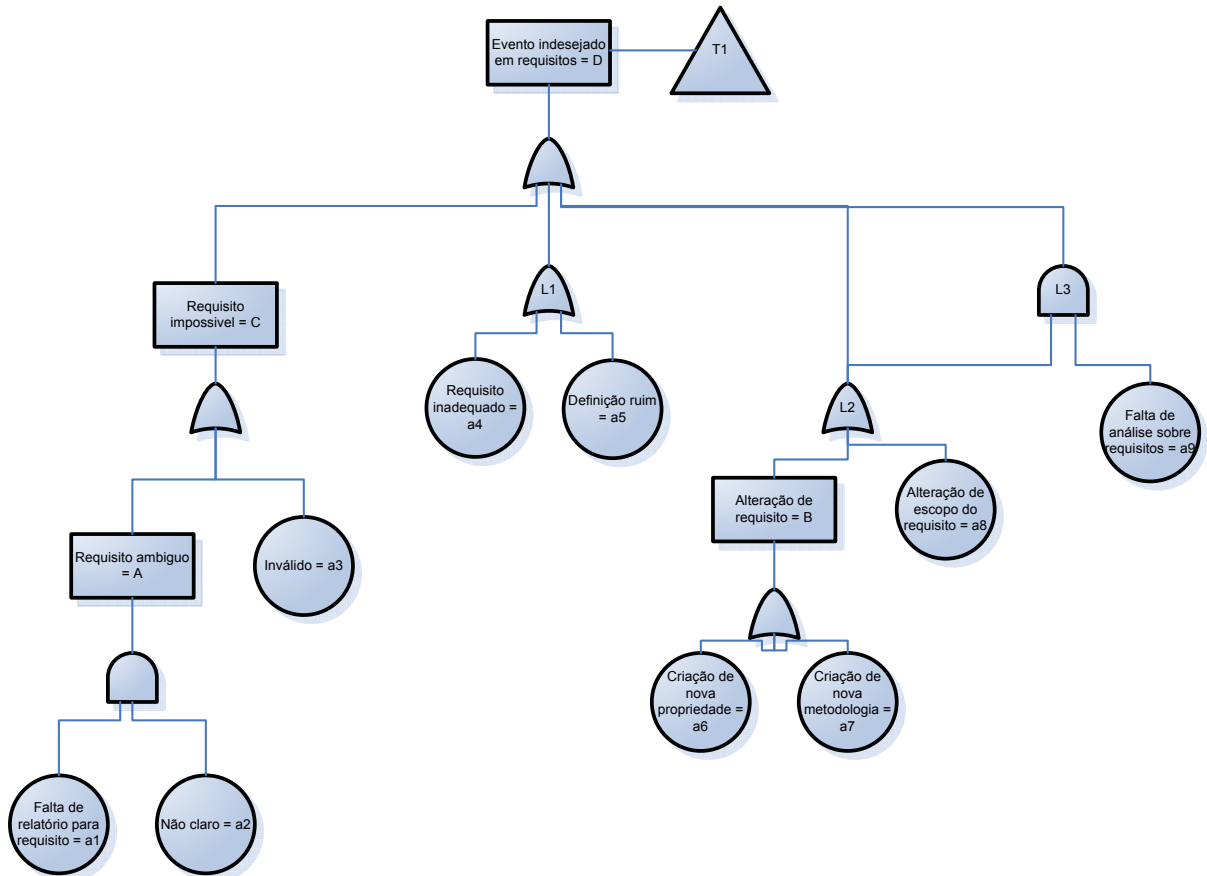 Evento indesejado
em requisitos = D
T1
Requisito
impossivel = C
L1
L3
Requisito
inadequado =
a4
Definição ruim
= a5
L2
Falta de
análise sobre
requisitos = a9
Alteração de
requisito = B
Alteração de
escopo do
requisito = a8
Requisito ambiguo
= A
Inválido = a3
Criação de
nova
propriedade =
a6
Criação de
nova
metodologia =
a7
Falta de
relatório para
requisito = a1
Não claro = a2